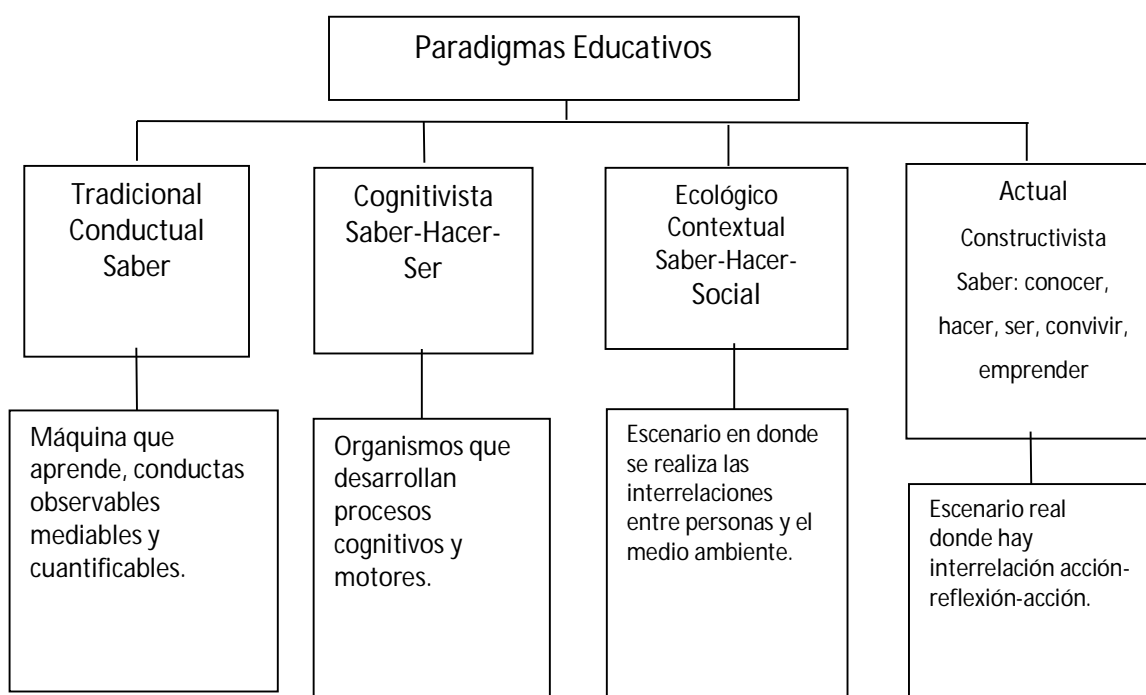 Paradigmas Educativos
Tradicional
Conductual
Saber
Cognitivista
Saber-Hacer-
Ser
Ecológico
Contextual
Saber-Hacer-
Social
Actual
Constructivista
Saber: conocer,
hacer, ser, convivir,
emprender
Máquina que
aprende, conductas
observables
mediables y
cuantificables.
Organismos que
desarrollan
procesos
cognitivos y
motores.
Escenario en donde
se realiza las
interrelaciones
entre personas y el
medio ambiente.
Escenario real
donde hay
interrelación acción-
reflexión-acción.